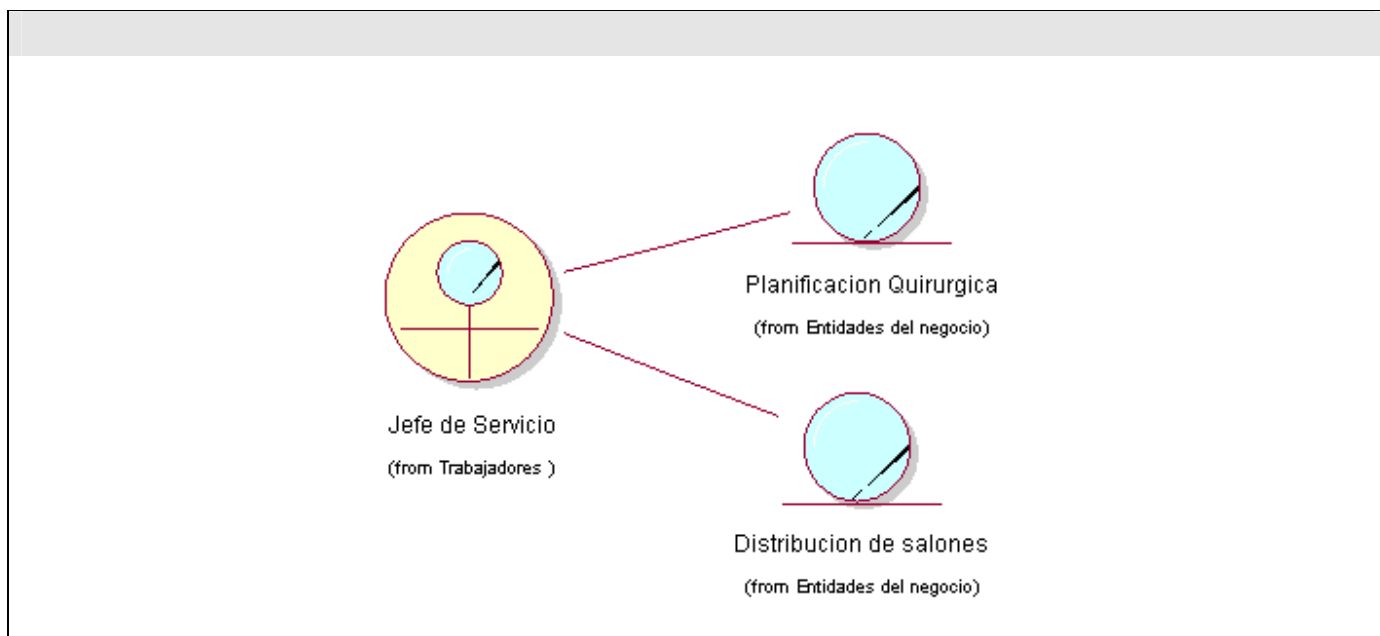 Planificacion Quirurgica
(from Entidades del negocio)
Jefe de Servicio
(from Trabajadores )
Distribucion de salones
(from Entidades del negocio)